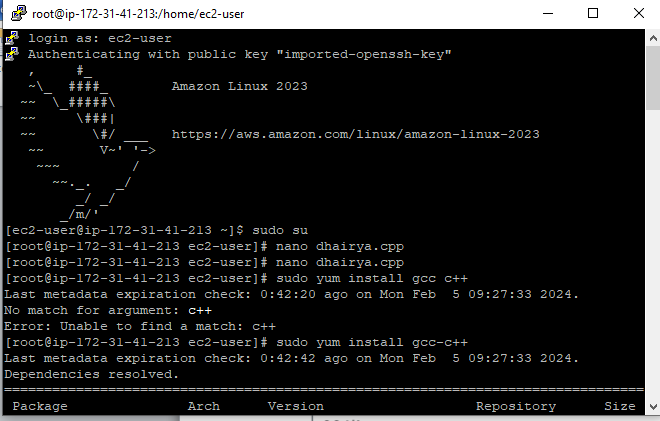 root@ip-172-31-41-213:/home/ec2-user
login as: ec2-user
Authenticating with public key "imported-openssh-key"
   ,     #_
   ~\_  ####_        Amazon Linux 2023
  ~~  \_#####\
  ~~     \###|
  ~~       \#/ ___   https://aws.amazon.com/linux/amazon-linux-2023
   ~~       V~' '->
    ~~~         /
      ~~._.   _/
         _/ _/
       _/m/'
[ec2-user@ip-172-31-41-213 ~]$ sudo su
[root@ip-172-31-41-213 ec2-user]# nano dhairya.cpp
[root@ip-172-31-41-213 ec2-user]# nano dhairya.cpp
[root@ip-172-31-41-213 ec2-user]# sudo yum install gcc c++
Last metadata expiration check: 0:42:20 ago on Mon Feb  5 09:27:33 2024.
No match for argument: c++
Error: Unable to find a match: c++
[root@ip-172-31-41-213 ec2-user]# sudo yum install gcc-c++
Last metadata expiration check: 0:42:42 ago on Mon Feb  5 09:27:33 2024.
Dependencies resolved.
================================================================================
 Package               Arch      Version                   Repository      Size